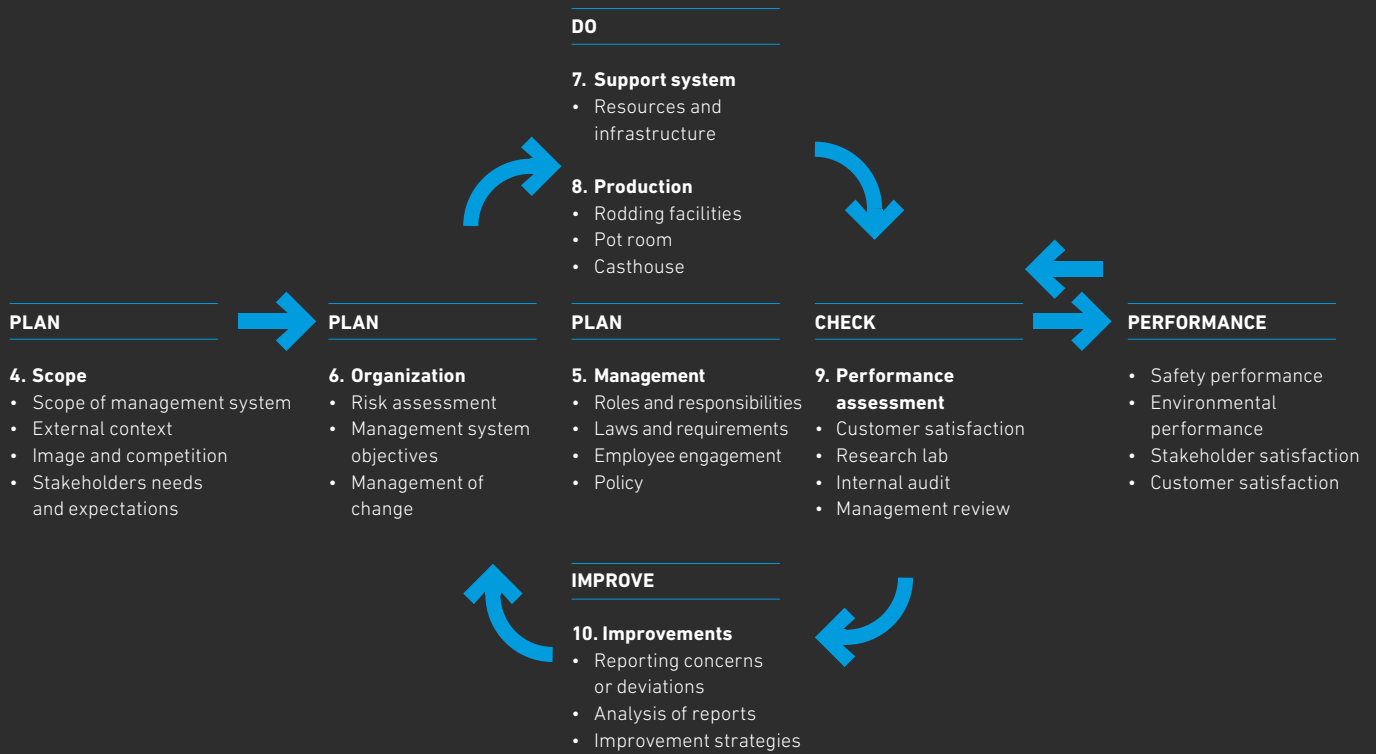 DO
7. Support system
• Resources and
infrastructure
8. Production
• Rodding facilities
• Pot room
• Casthouse
PLAN
4. Scope
• Scope of management system
• External context
• Image and competition
• Stakeholders needs
and expectations
PLAN
6. Organization
• Risk assessment
• Management system
objectives
• Management of
change
PLAN
5. Management
• Roles and responsibilities
• Laws and requirements
• Employee engagement
• Policy
CHECK
9. Performance
assessment
• Customer satisfaction
• Research lab
• Internal audit
• Management review
PERFORMANCE
• Safety performance
• Environmental
performance
• Stakeholder satisfaction
• Customer satisfaction
IMPROVE
10. Improvements
• Reporting concerns
or deviations
• Analysis of reports
• Improvement strategies